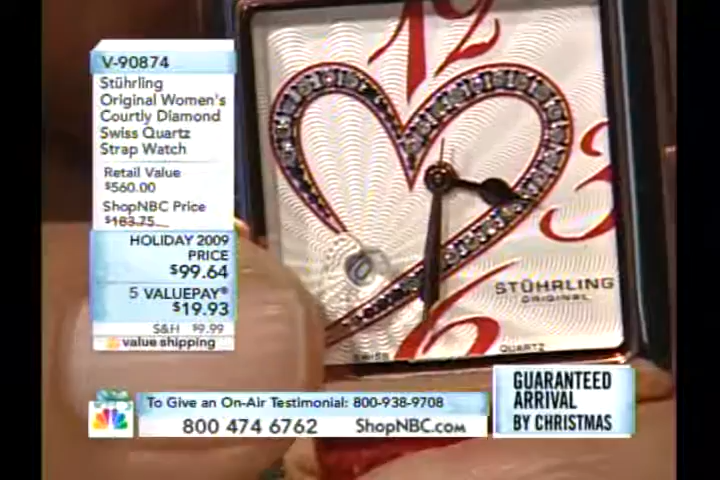 V-90874
Stührling
Original Women's
Courtly Diamond
Swiss Quartz
Strap Watch
Retail Value
$560.00
ShopNBC Price
$183.75
HOLIDAY 2009
PRICE
$99.64
5 VALUEPAY®
$19.93
S&H $9.99
value shipping
12
3
6
STÜHRLING
ORIGINAL
SWISS
QUARTZ
To Give an On-Air Testimonial: 800-938-9708
800 474 6762 ShopNBC.com
GUARANTEED
ARRIVAL
BY CHRISTMAS